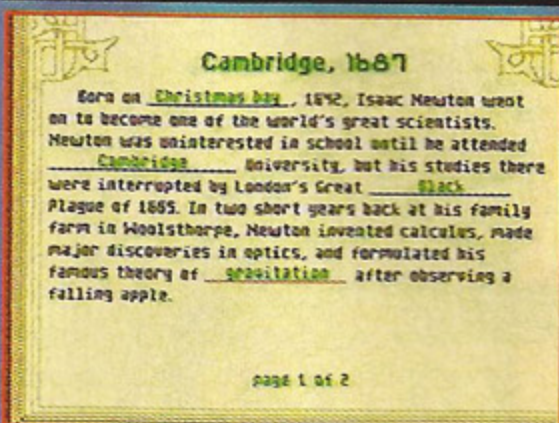 Cambridge, 1687
Born on Christmas Day, 1642, Isaac Newton went
on to become one of the world's great scientists.
Newton was uninterested in school until he attended
Cambridge University, but his studies there
were interrupted by London's Great Black
Plague of 1665. In two short years back at his family
farm in Woolsthorpe, Newton invented calculus, made
major discoveries in optics, and formulated his
famous theory of gravitation after observing a
falling apple.
page 1 of 2